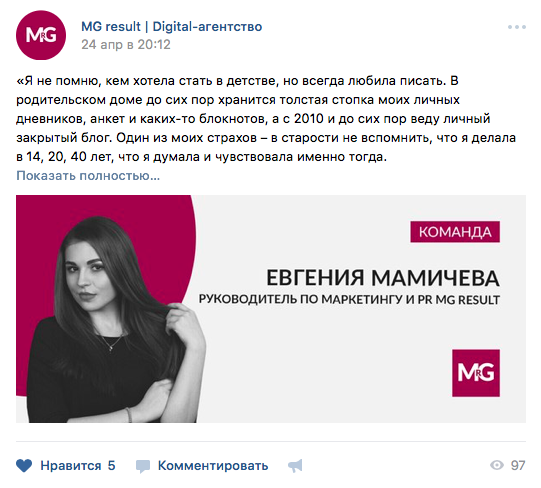 MRG
MG result | Digital-агентство
24 апр в 20:12
«Я не помню, кем хотела стать в детстве, но всегда любила писать. В
родительском доме до сих пор хранится толстая стопка моих личных
дневников, анкет и каких-то блокнотов, а с 2010 и до сих пор веду личный
закрытый блог. Один из моих страхов – в старости не вспомнить, что я делала
в 14, 20, 40 лет, что я думала и чувствовала именно тогда.
Показать полностью...
КОМАНДА
ЕВГЕНИЯ МАМИЧЕВА
РУКОВОДИТЕЛЬ ПО МАРКЕТИНГУ И PR MG RESULT
MRG
Нравится 5 Комментировать 97